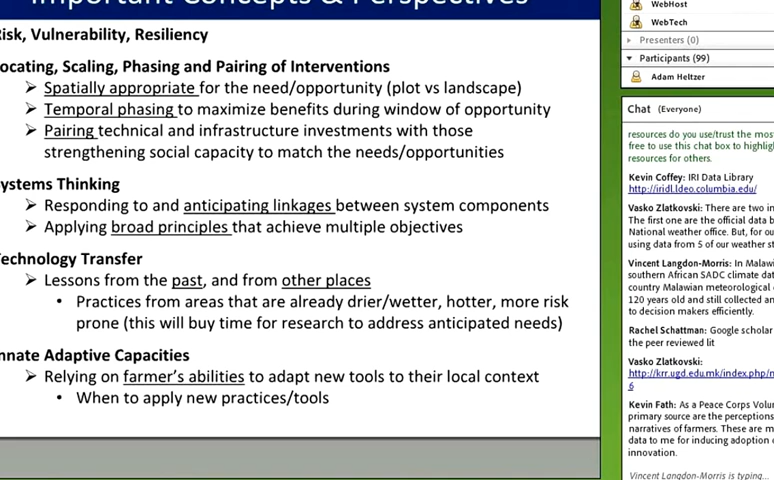 Important Concepts & Perspectives
Risk, Vulnerability, Resiliency
ocating, Scaling, Phasing and Pairing of Interventions
➢ Spatially appropriate for the need/opportunity (plot vs landscape)
➢ Temporal phasing to maximize benefits during window of opportunity
➢ Pairing technical and infrastructure investments with those
strengthening social capacity to match the needs/opportunities
ystems Thinking
➢ Responding to and anticipating linkages between system components
➢ Applying broad principles that achieve multiple objectives
Technology Transfer
➢ Lessons from the past, and from other places
• Practices from areas that are already drier/wetter, hotter, more risk
prone (this will buy time for research to address anticipated needs)
nnate Adaptive Capacities
➢ Relying on farmer's abilities to adapt new tools to their local context
• When to apply new practices/tools
WebHost
WebTech
Presenters (0)
Participants (99)
Adam Heltzer
Chat (Everyone)
resources do you use/trust the most
free to use this chat box to highlig
resources for others.
Kevin Coffey: IRI Data Library
http://iridl.ldeo.columbia.edu/
Vasko Zlatkovski: There are two in
The first one are the official data b
National weather office. But, for ou
using data from 5 of our weather st
Vincent Langdon-Morris: In Malawi
southern African SADC climate dat
country Malawian meteorological
120 years old and still collected an
to decision makers efficiently.
Rachel Schattman: Google scholar
the peer reviewed lit
Vasko Zlatkovski:
http://krr.ugd.edu.mk/index.php/n
6
Kevin Fath: As a Peace Corps Volun
primary source are the perceptions
narratives of farmers. These are m
data to me for inducing adoption o
innovation.
Vincent Langdon-Morris is typing...